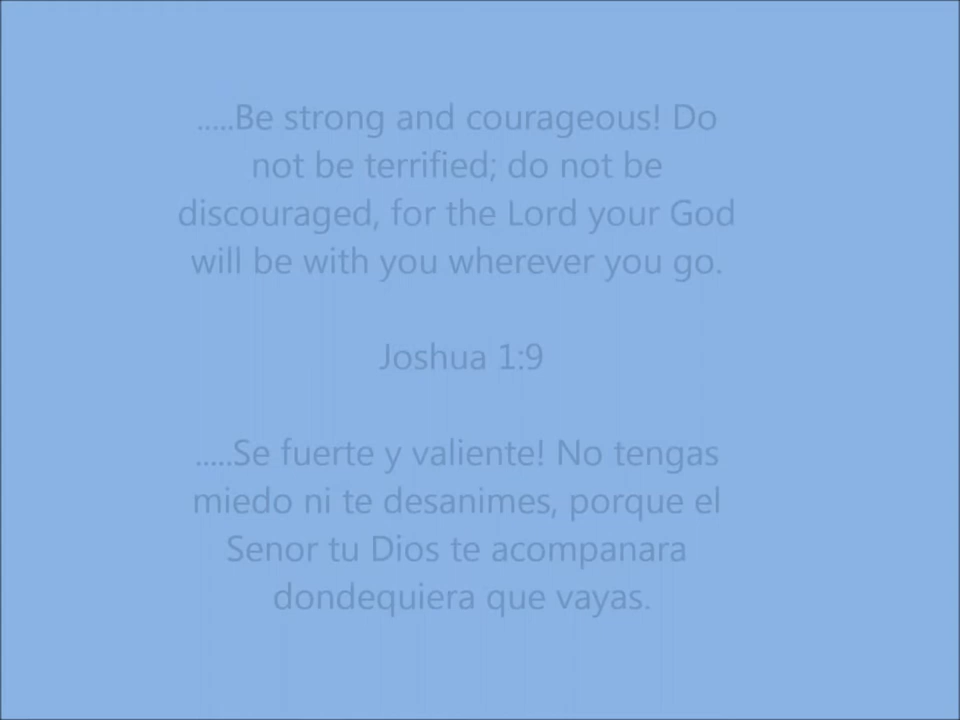 .....Be strong and courageous! Do
not be terrified; do not be
discouraged, for the Lord your God
will be with you wherever you go.
Joshua 1:9
.....Se fuerte y valiente! No tengas
miedo ni te desanimes, porque el
Senor tu Dios te acompanara
dondequiera que vayas.